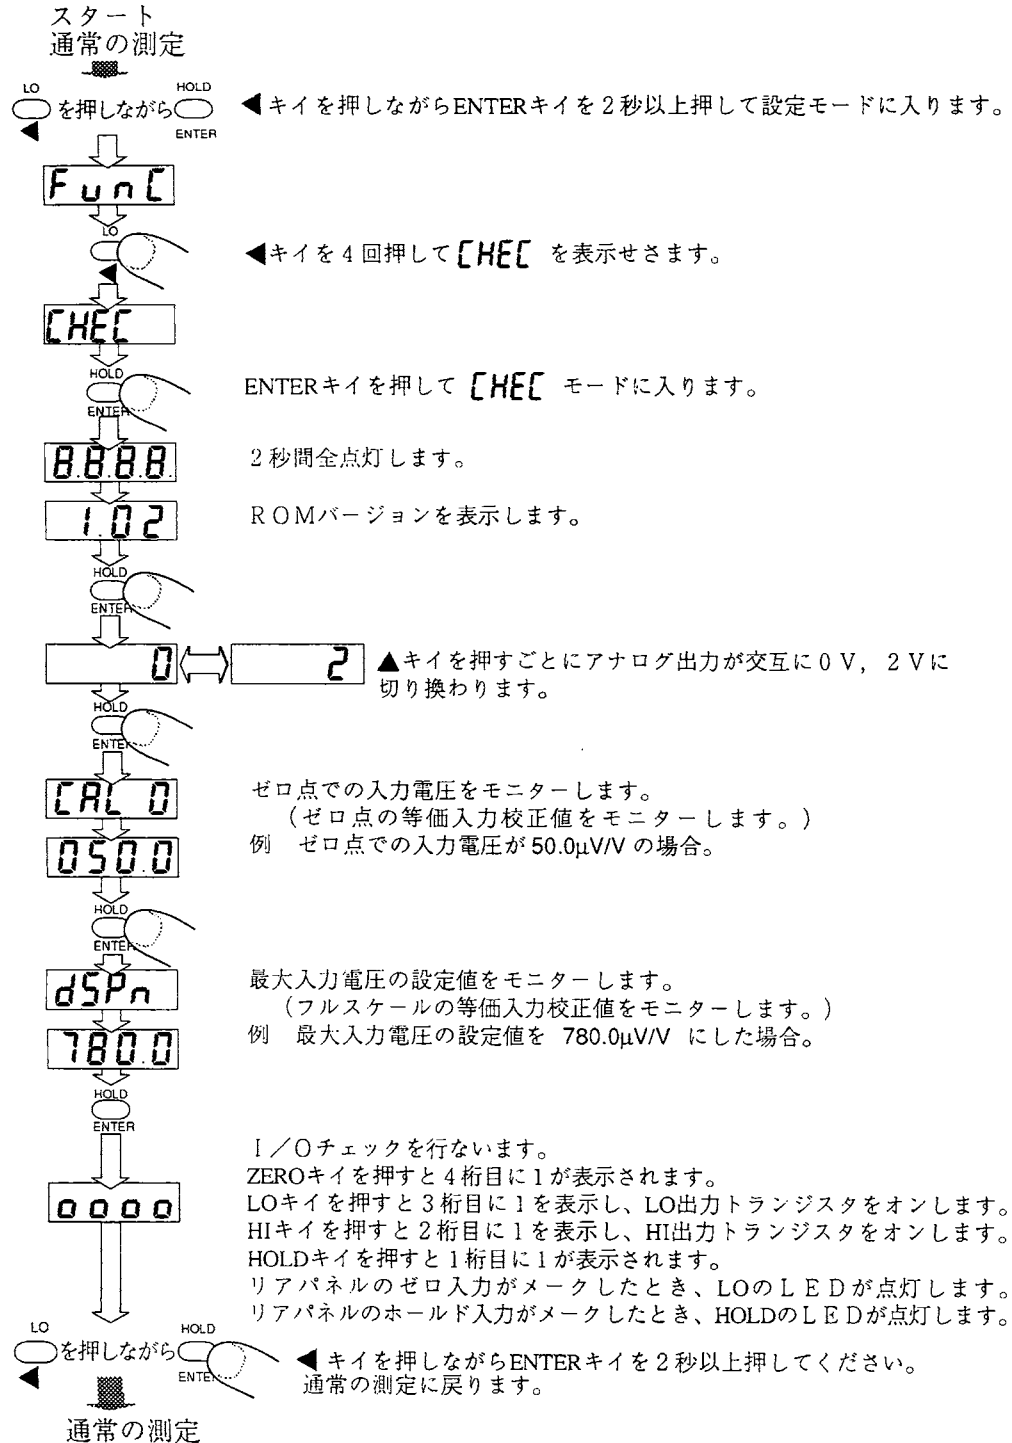 スタート
通常の測定
LO HOLD
を押しながら ◀キイを押しながらENTERキイを2秒以上押して設定モードに入ります。
◀ ENTER
FunC
LO
◀キイを4回押して CHEC を表示せさます。
◀
CHEC
HOLD
ENTERキイを押して CHEC モードに入ります。
ENTER
8.8.8.8. 2秒間全点灯します。
1.02 ROMバージョンを表示します。
HOLD
ENTER
0 2 ▲キイを押すごとにアナログ出力が交互に0V，2Vに
切り換わります。
HOLD
ENTER
CAL 0 ゼロ点での入力電圧をモニターします。
（ゼロ点の等価入力校正値をモニターします。）
050.0 例 ゼロ点での入力電圧が 50.0μV/V の場合。
HOLD
ENTER
dSPn 最大入力電圧の設定値をモニターします。
（フルスケールの等価入力校正値をモニターします。）
780.0 例 最大入力電圧の設定値を 780.0μV/V にした場合。
HOLD
ENTER
I／Oチェックを行ないます。
ZEROキイを押すと4桁目に1が表示されます。
oooo LOキイを押すと3桁目に1を表示し、LO出力トランジスタをオンします。
HIキイを押すと2桁目に1を表示し、HI出力トランジスタをオンします。
HOLDキイを押すと1桁目に1が表示されます。
リアパネルのゼロ入力がメークしたとき、LOのLEDが点灯します。
リアパネルのホールド入力がメークしたとき、HOLDのLEDが点灯します。
LO HOLD
を押しながら ◀キイを押しながらENTERキイを2秒以上押してください。
◀ ENTER 通常の測定に戻ります。
通常の測定